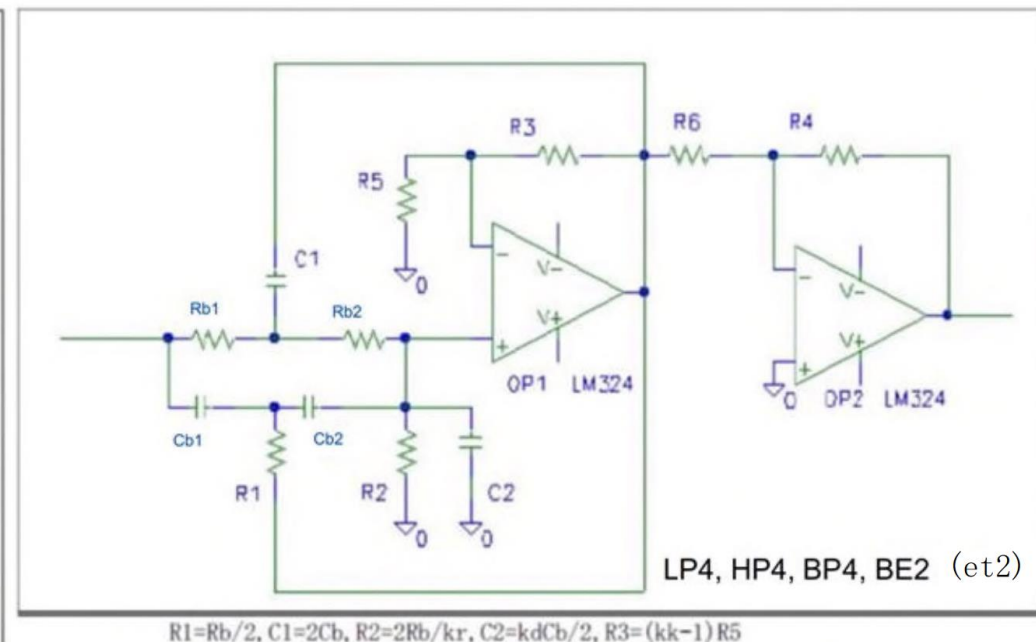 R3
R6
R4
R5
C1
0
V-
V+
Rb1
Rb2
OP1 LM324
V-
V+
0
OP2 LM324
Cb1
Cb2
R1
R2
C2
0
0
LP4, HP4, BP4, BE2 (et2)
R1=Rb/2, C1=2Cb, R2=2Rb/kr, C2=kdCb/2, R3=(kk-1)R5